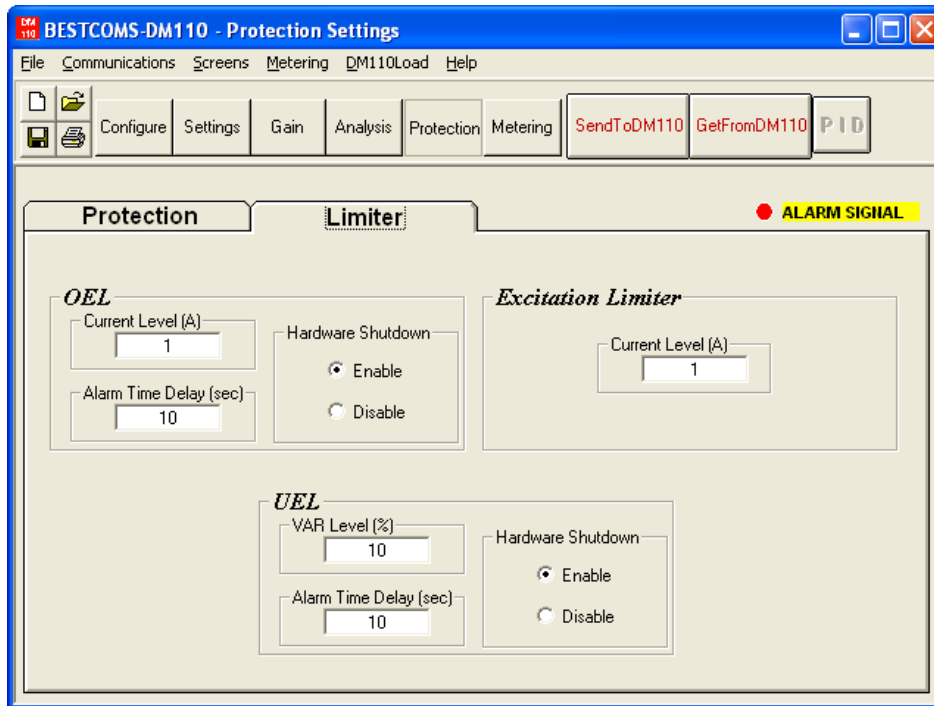 DM 110 BESTCOMS-DM110 - Protection Settings
File Communications Screens Metering DM110Load Help
Configure Settings Gain Analysis Protection Metering SendToDM110 GetFromDM110 PID
Protection Limiter ALARM SIGNAL
OEL
Current Level (A)
1
Alarm Time Delay (sec)
10
Hardware Shutdown
Enable
Disable
Excitation Limiter
Current Level (A)
1
UEL
VAR Level (%)
10
Alarm Time Delay (sec)
10
Hardware Shutdown
Enable
Disable